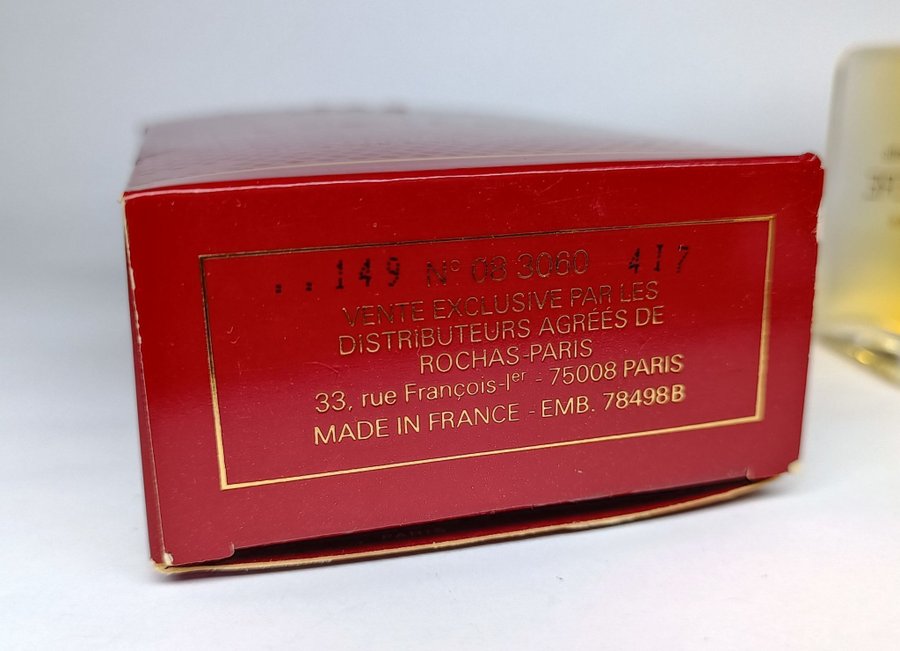 ..149 N° 08 3060 417
VENTE EXCLUSIVE PAR LES
DISTRIBUTEURS AGRÉÉS DE
ROCHAS-PARIS
33, rue François-Ier - 75008 PARIS
MADE IN FRANCE - EMB. 78498B